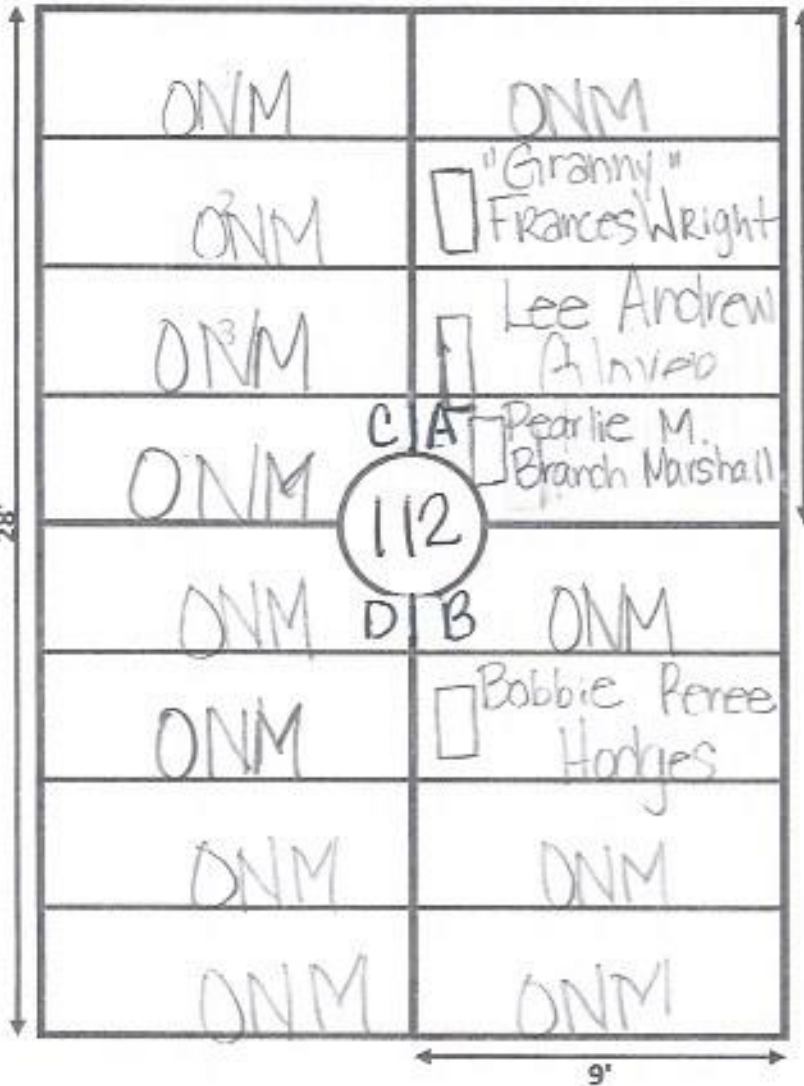 ONM
ONM
ONM
"Granny"
Frances Wright
ONM
Lee Andrew
ONM
Pearlie M.
Branch Marshall
C A
112
D B
ONM
ONM
ONM
Bobbie Reree
Hodges
ONM
ONM
ONM
ONM
28'
9'